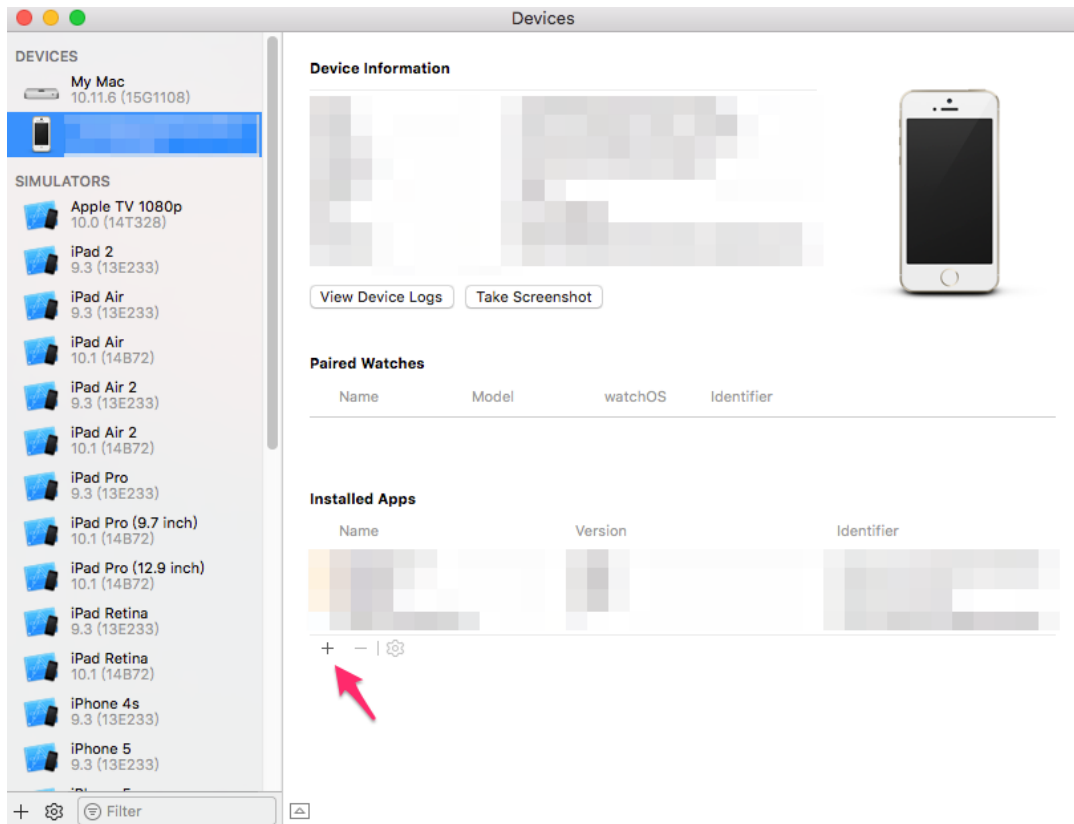 Devices
DEVICES
My Mac
10.11.6 (15G1108)
SIMULATORS
Apple TV 1080p
10.0 (14T328)
iPad 2
9.3 (13E233)
iPad Air
9.3 (13E233)
iPad Air
10.1 (14B72)
iPad Air 2
9.3 (13E233)
iPad Air 2
10.1 (14B72)
iPad Pro
9.3 (13E233)
iPad Pro (9.7 inch)
10.1 (14B72)
iPad Pro (12.9 inch)
10.1 (14B72)
iPad Retina
9.3 (13E233)
iPad Retina
10.1 (14B72)
iPhone 4s
9.3 (13E233)
iPhone 5
9.3 (13E233)
Filter
Device Information
View Device Logs Take Screenshot
Paired Watches
Name Model watchOS Identifier
Installed Apps
Name Version Identifier